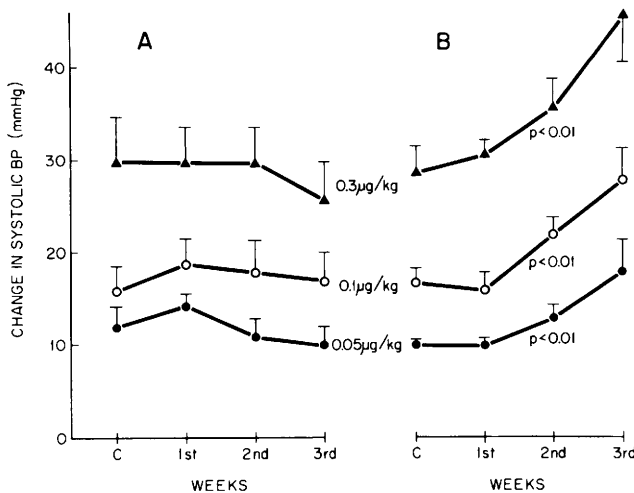 A
B
CHANGE IN SYSTOLIC BP (mmHg)
40
30
20
10
0
0.3µg/kg
0.1µg/kg
0.05µg/kg
p<0.01
p<0.01
p<0.01
C 1st 2nd 3rd
C 1st 2nd 3rd
WEEKS
WEEKS